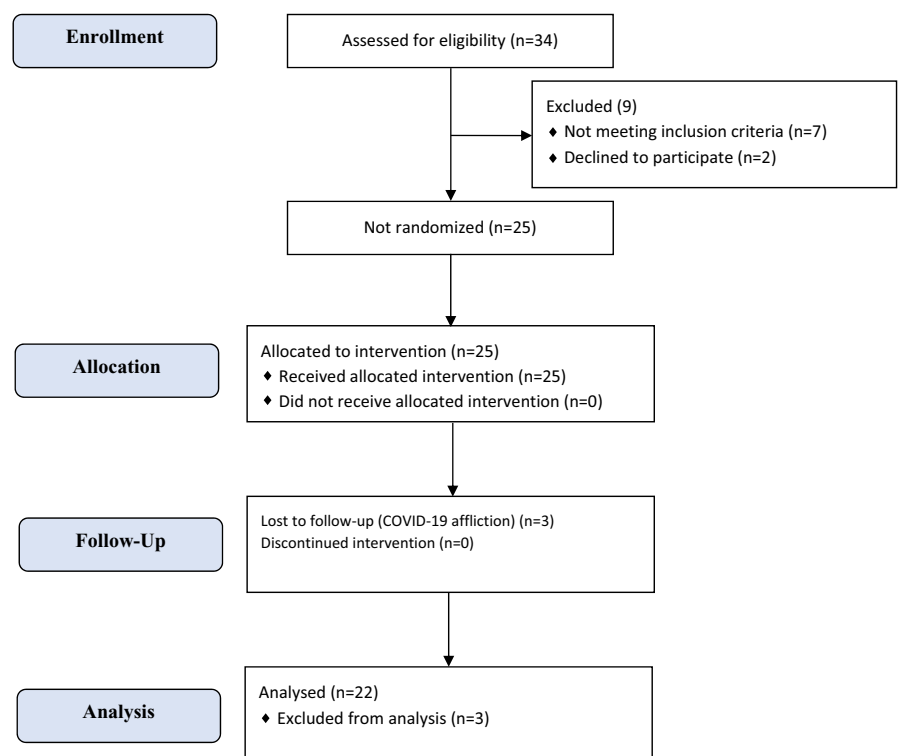 Enrollment
Assessed for eligibility (n=34)
Excluded (9)
♦ Not meeting inclusion criteria (n=7)
♦ Declined to participate (n=2)
Not randomized (n=25)
Allocation
Allocated to intervention (n=25)
♦ Received allocated intervention (n=25)
♦ Did not receive allocated intervention (n=0)
Follow-Up
Lost to follow-up (COVID-19 affliction) (n=3)
Discontinued intervention (n=0)
Analysis
Analysed (n=22)
♦ Excluded from analysis (n=3)